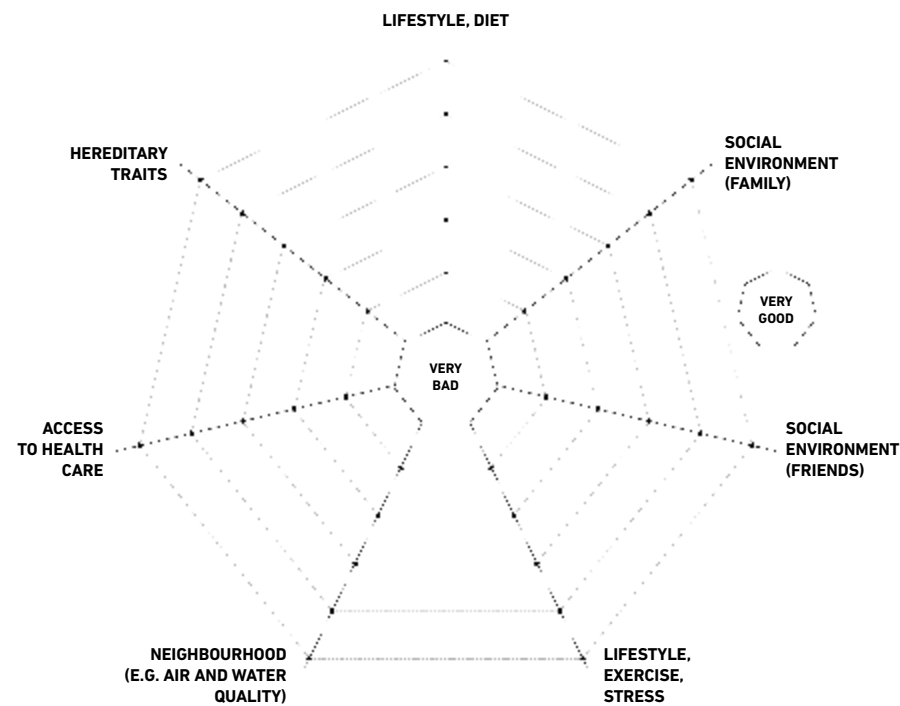 LIFESTYLE, DIET
HEREDITARY
TRAITS
SOCIAL
ENVIRONMENT
(FAMILY)
VERY
GOOD
VERY
BAD
ACCESS
TO HEALTH
CARE
SOCIAL
ENVIRONMENT
(FRIENDS)
NEIGHBOURHOOD
(E.G. AIR AND WATER
QUALITY)
LIFESTYLE,
EXERCISE,
STRESS